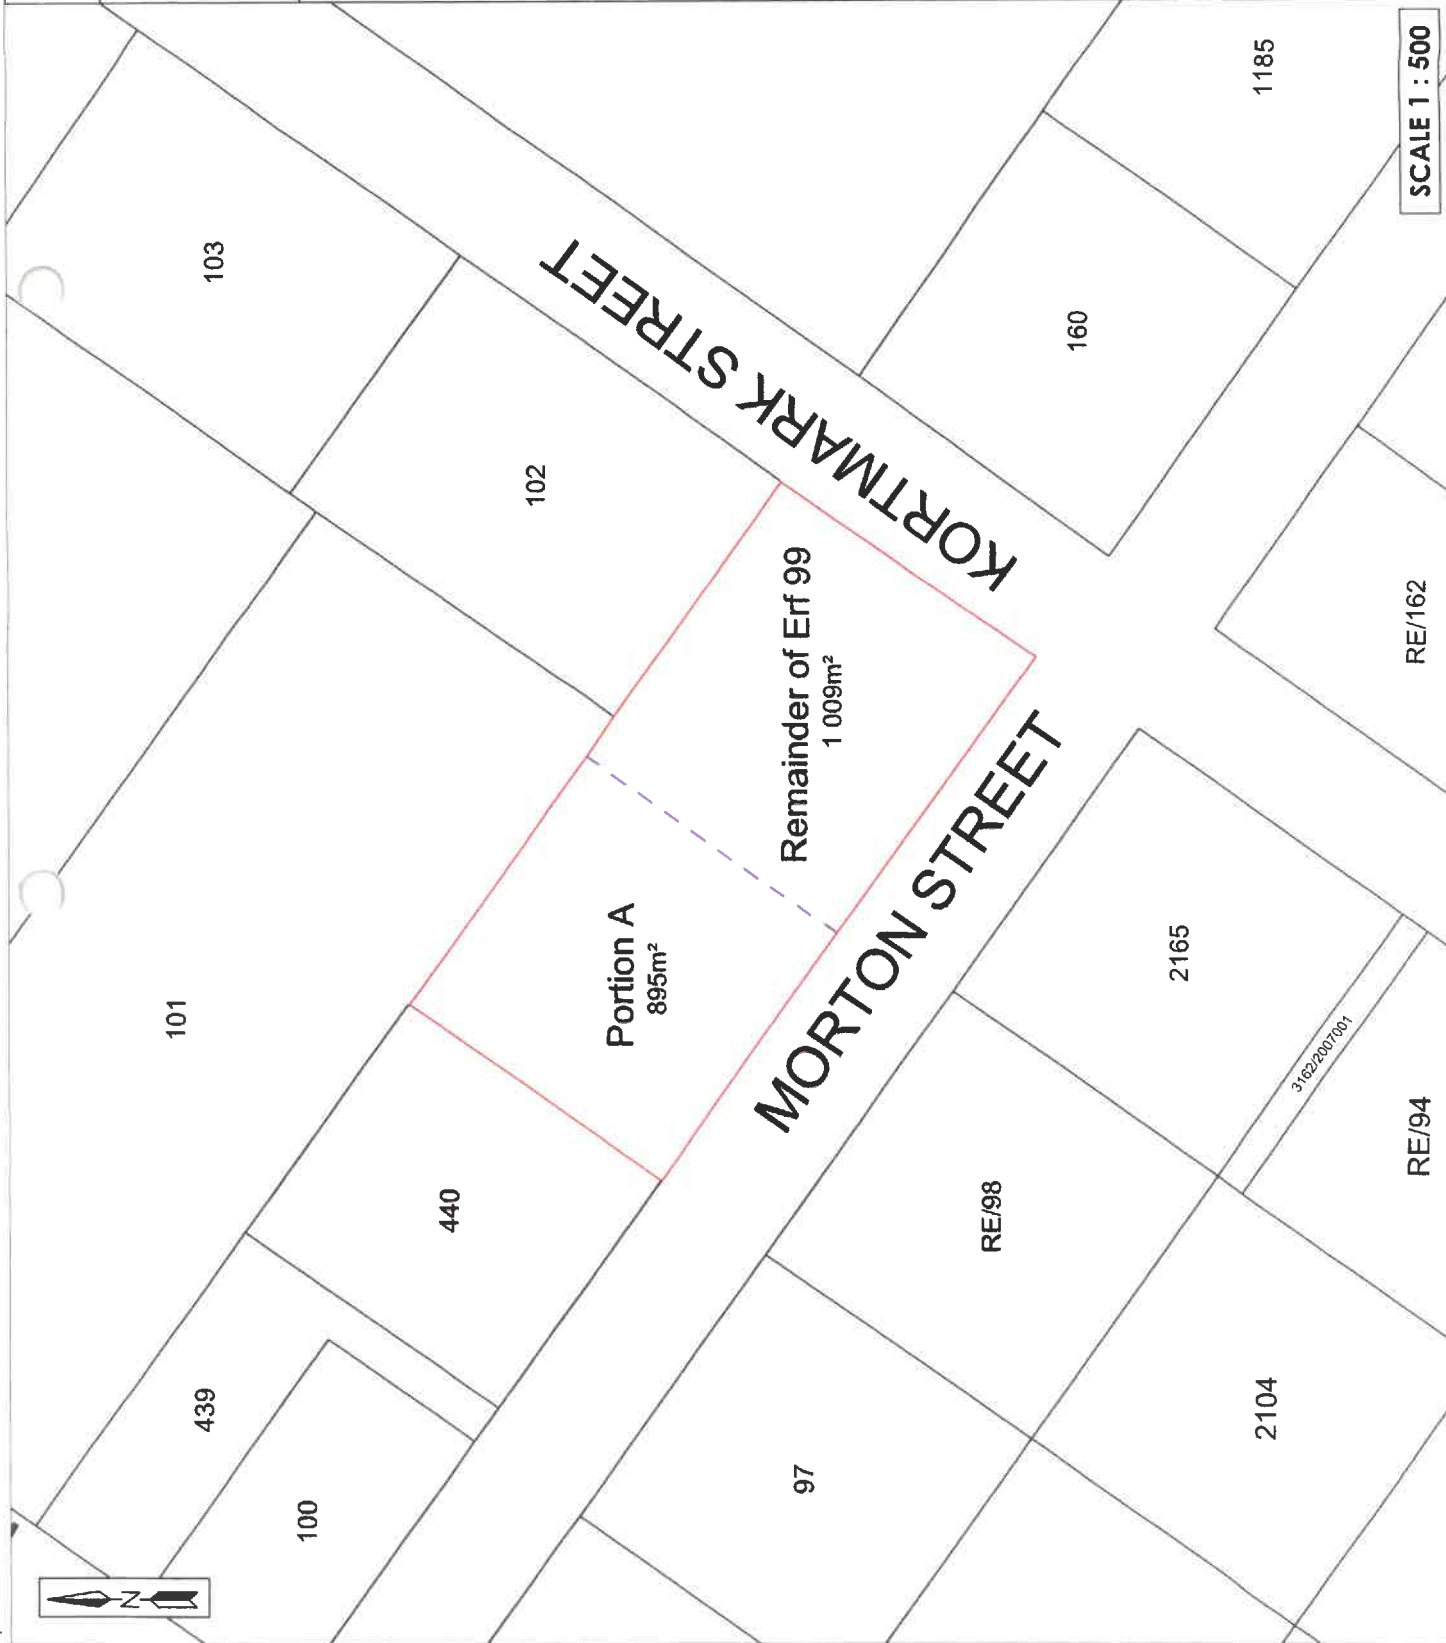 N
439
100
440
101
103
102
Portion A
895m²
Remainder of Erf 99
1 009m²
KORTMARK STREET
MORTON STREET
97
RE/98
2165
160
1185
2104
3162/2007001
RE/94
RE/162
SCALE 1 : 500